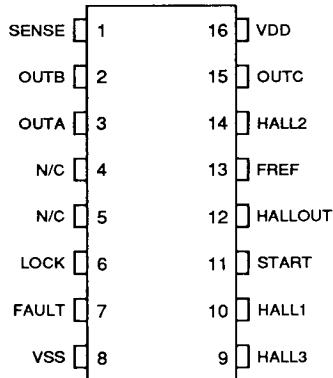 SENSE 1 16 VDD
OUTB 2 15 OUTC
OUTA 3 14 HALL2
N/C 4 13 FREF
N/C 5 12 HALLOUT
LOCK 6 11 START
FAULT 7 10 HALL1
VSS 8 9 HALL3